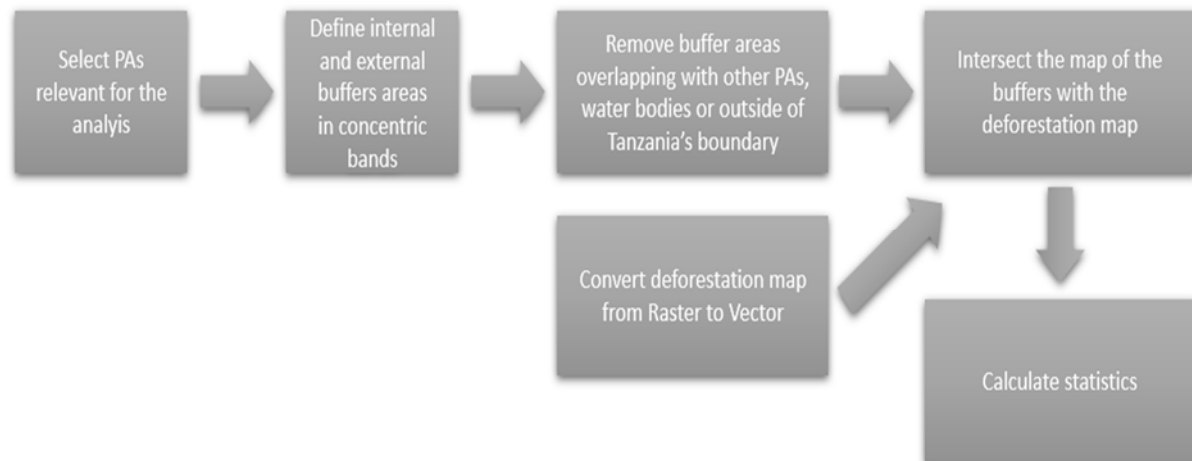 Select PAs
relevant for the
analyis
Define internal
and external
buffers areas
in concentric
bands
Remove buffer areas
overlapping with other PAs,
water bodies or outside of
Tanzania's boundary
Intersect the map of the
buffers with the
deforestation map
Convert deforestation map
from Raster to Vector
Calculate statistics